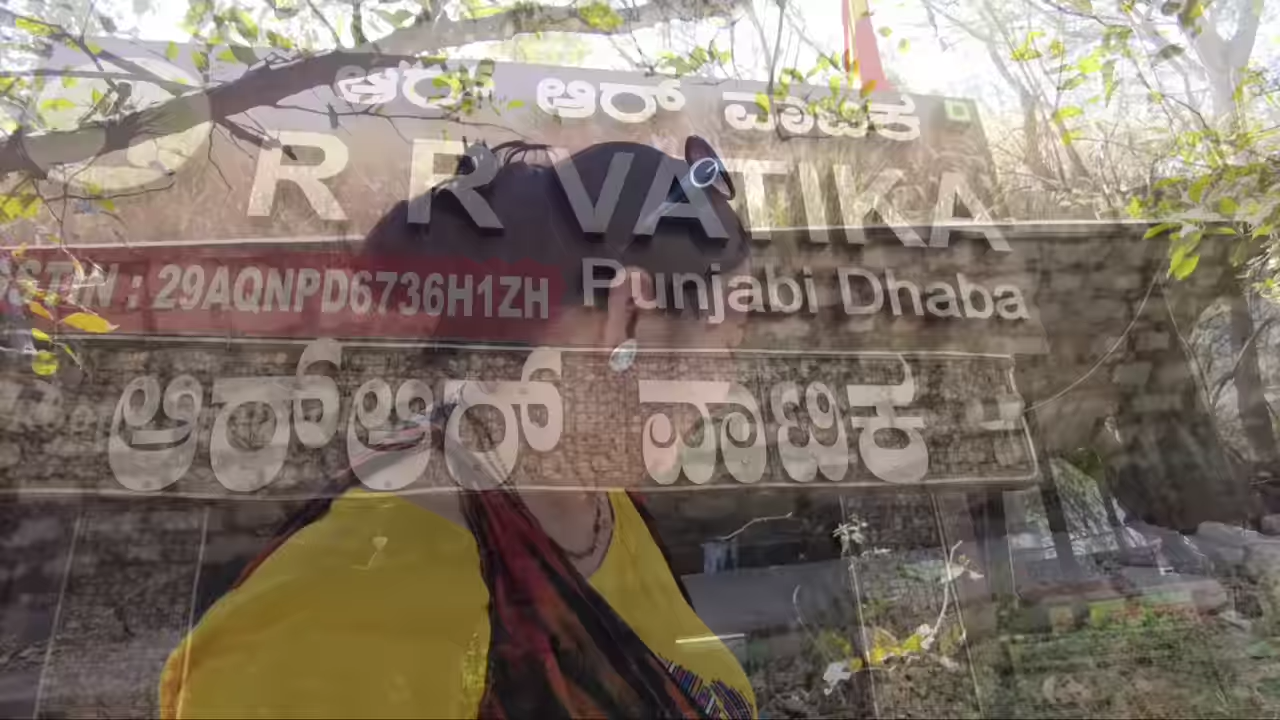 ಆರ್ ಆರ್ ವಾಟಿಕ
R R VATIKA
GSTIN : 29AQNPD6736H1ZH
Punjabi Dhaba
ಆರ್ಆರ್ ವಾಟಿಕ